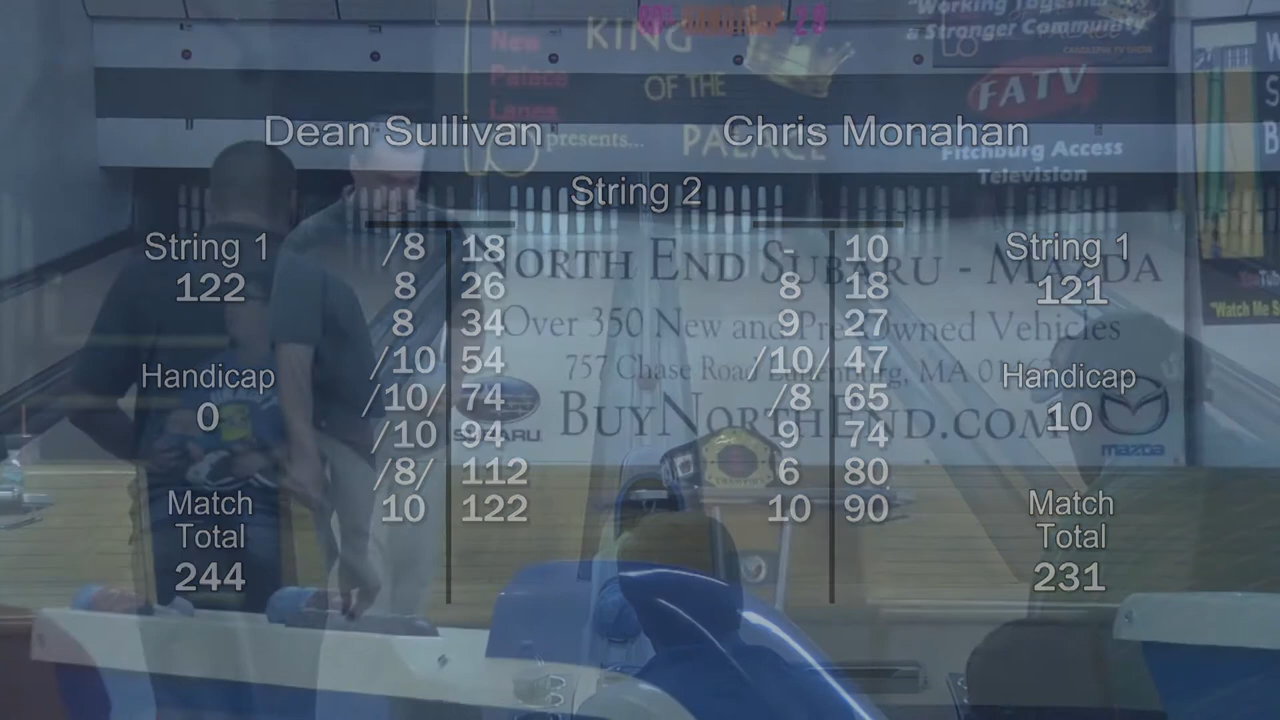 "Working Together
& Stronger Community
KING
New
Palace
Lanes
OF THE
FATV
presents...
PALACE
Fitchburg Access
Television
Dean Sullivan
Chris Monahan
String 2
String 1
122
Handicap
0
Match
Total
244
/8 18
8 26
8 34
/10 54
/10/ 74
/10 94
/8/ 112
10 122
- 10
8 18
9 27
/10/ 47
/8 65
9 74
6 80
10 90
String 1
121
Handicap
10
Match
Total
231
NORTH END SUBARU - MAZDA
Over 350 New and Pre-Owned Vehicles
757 Chase Road, Lunenburg, MA
BUYNORTHEND.COM
SUBARU
mazda
"Watch Me S